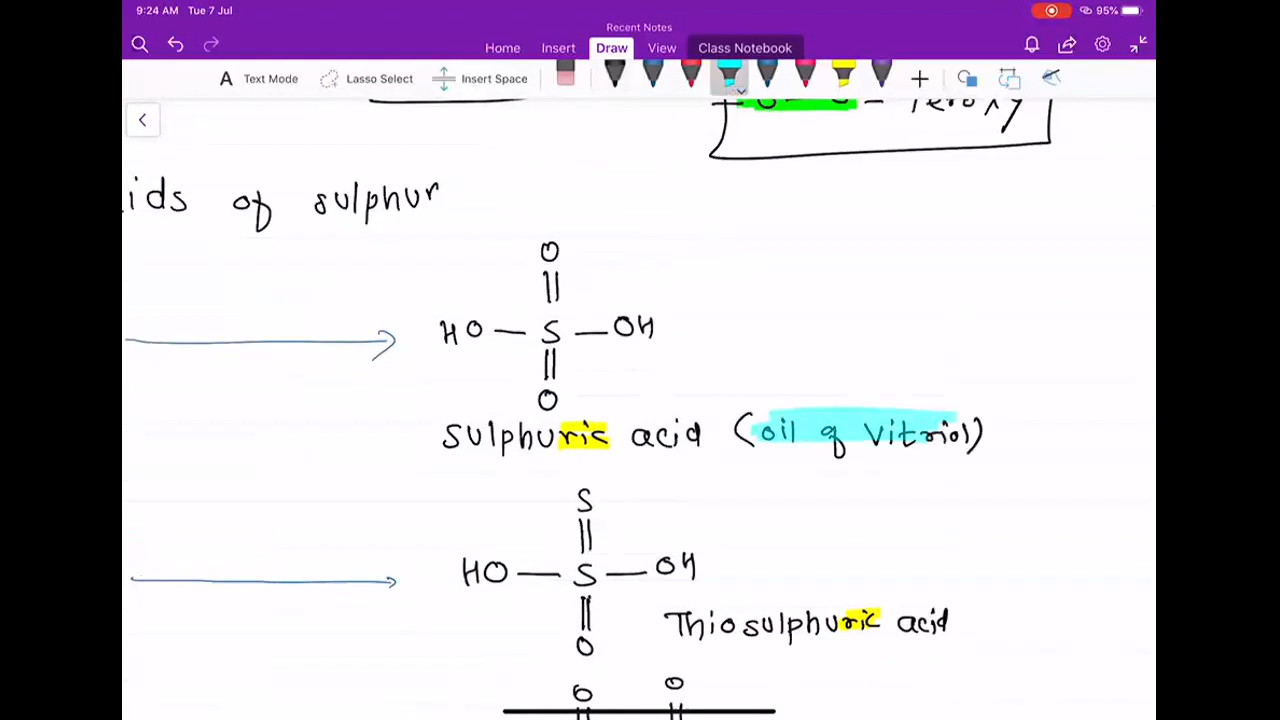 9:24 AM Tue 7 Jul
95%
Recent Notes
Home Insert Draw View Class Notebook
A Text Mode Lasso Select Insert Space
ids of sulphur
O
HO S OH
O
sulphuric acid (oil of vitriol)
S
HO S OH
O
Thiosulphuric acid
O O